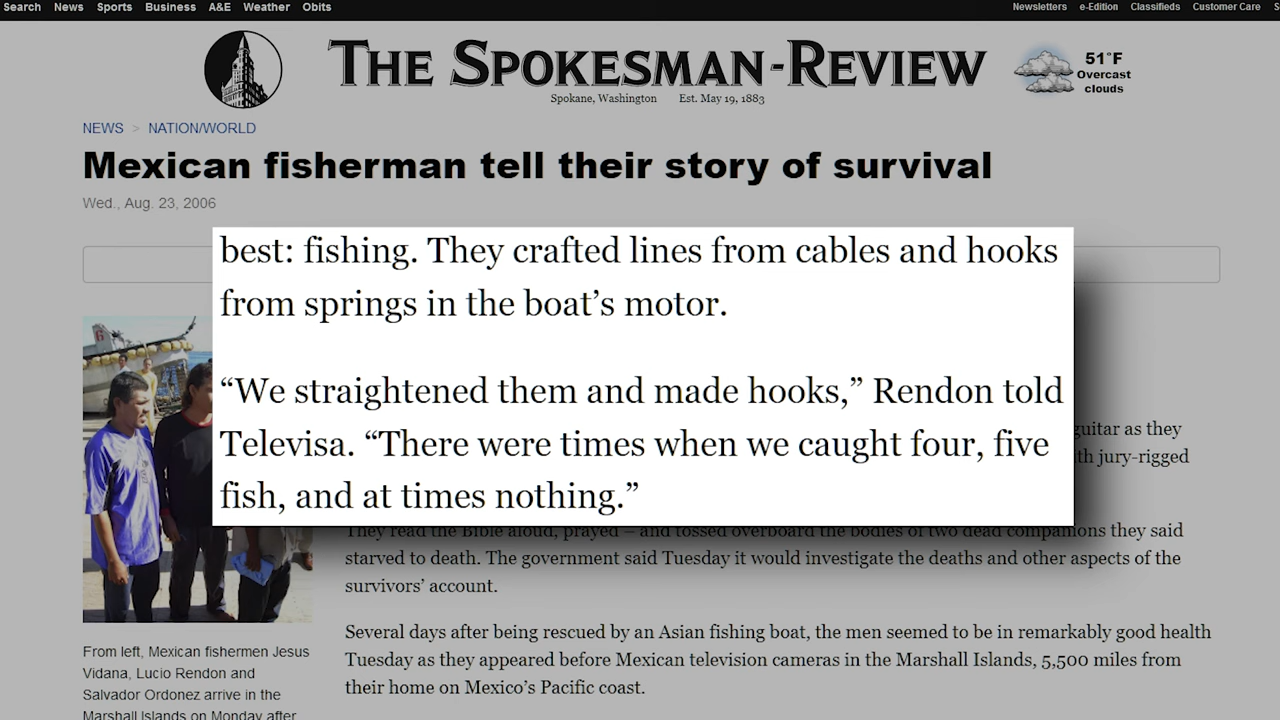 Search News Sports Business A&E Weather Obits
Newsletters e-Edition Classifieds Customer Care S
THE SPOKESMAN-REVIEW
Spokane, Washington Est. May 19, 1883
51°F
Overcast
clouds
NEWS > NATION/WORLD
Mexican fisherman tell their story of survival
Wed., Aug. 23, 2006
best: fishing. They crafted lines from cables and hooks
from springs in the boat’s motor.
“We straightened them and made hooks,” Rendon told
Televisa. “There were times when we caught four, five
fish, and at times nothing.”
guitar as they
jury-rigged
They read the Bible aloud, prayed – and tossed overboard the bodies of two dead companions they said
starved to death. The government said Tuesday it would investigate the deaths and other aspects of the
survivors’ account.
Several days after being rescued by an Asian fishing boat, the men seemed to be in remarkably good health
Tuesday as they appeared before Mexican television cameras in the Marshall Islands, 5,500 miles from
their home on Mexico’s Pacific coast.
6
From left, Mexican fishermen Jesus
Vidana, Lucio Rendon and
Salvador Ordonez arrive in the
Marshall Islands on Monday after